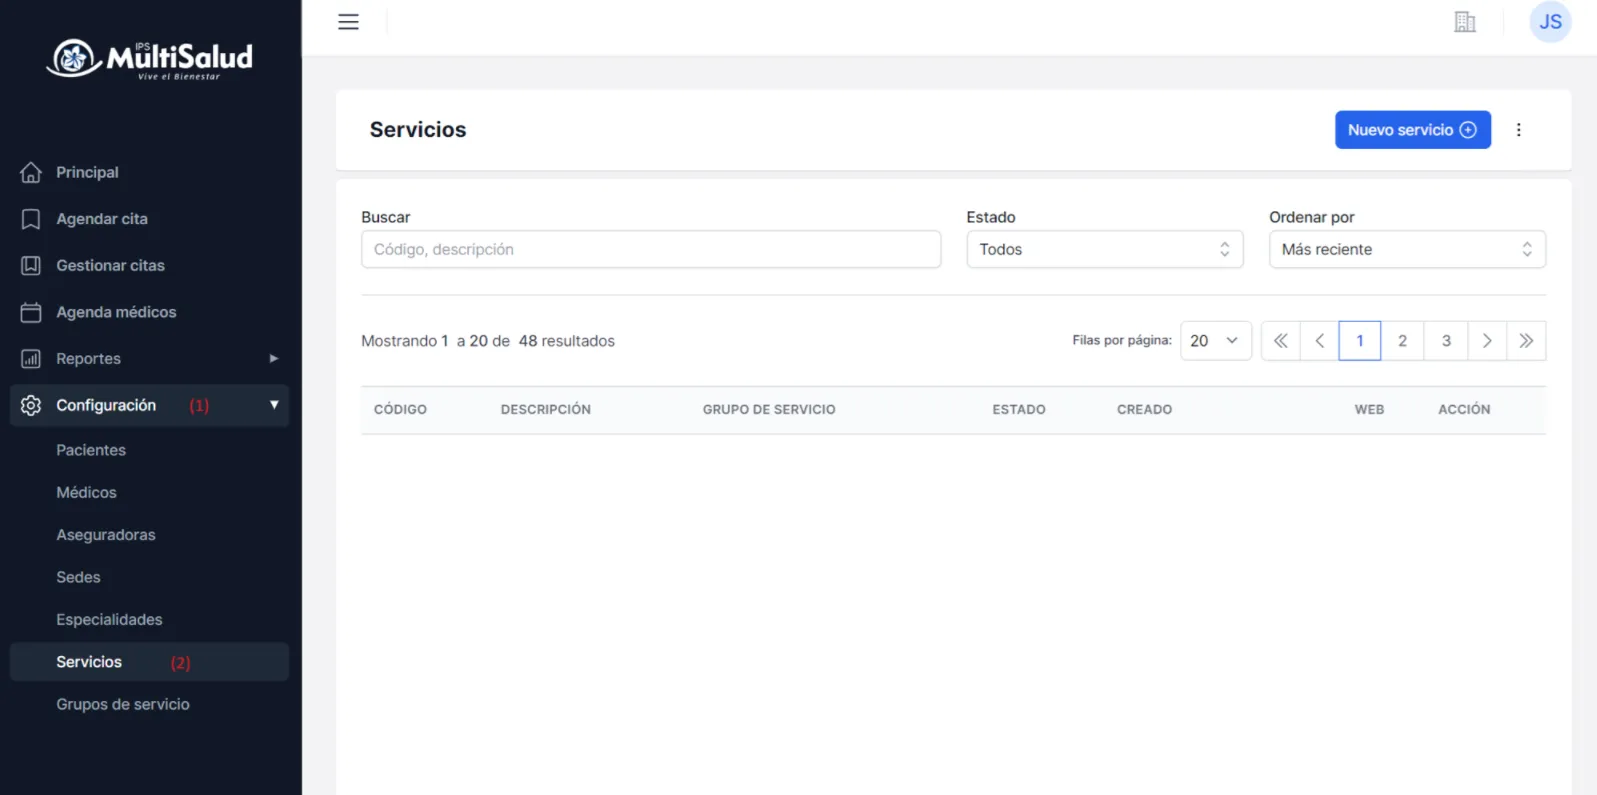 IPS
MultiSalud
Vive el Bienestar
Principal
Agendar cita
Gestionar citas
Agenda médicos
Reportes
Configuración (1)
Pacientes
Médicos
Aseguradoras
Sedes
Especialidades
Servicios (2)
Grupos de servicio
JS
Servicios
Nuevo servicio
Buscar
Código, descripción
Estado
Todos
Ordenar por
Más reciente
Mostrando 1 a 20 de 48 resultados
Filas por página: 20 1 2 3
CÓDIGO DESCRIPCIÓN GRUPO DE SERVICIO ESTADO CREADO WEB ACCIÓN